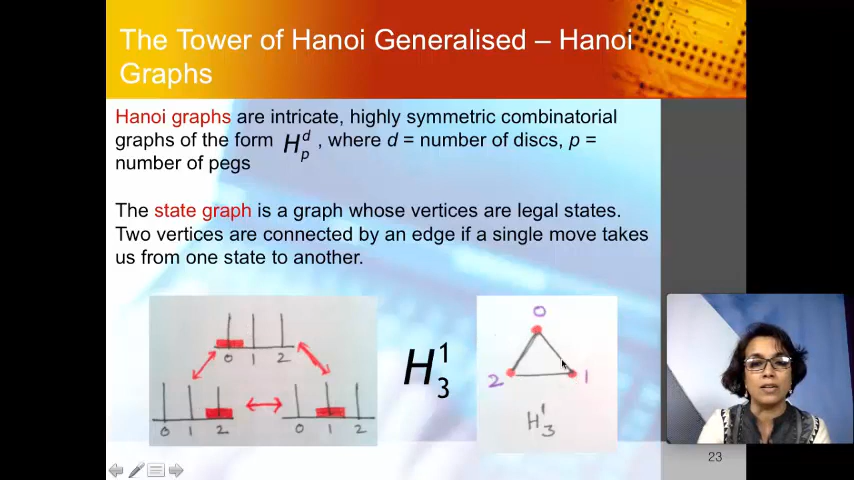 The Tower of Hanoi Generalised – Hanoi
Graphs
Hanoi graphs are intricate, highly symmetric combinatorial
graphs of the form H_p^d , where d = number of discs, p =
number of pegs
The state graph is a graph whose vertices are legal states.
Two vertices are connected by an edge if a single move takes
us from one state to another.
0 1 2
0 1 2
0 1 2
H_3^1
0
2 1
H_3^1
23